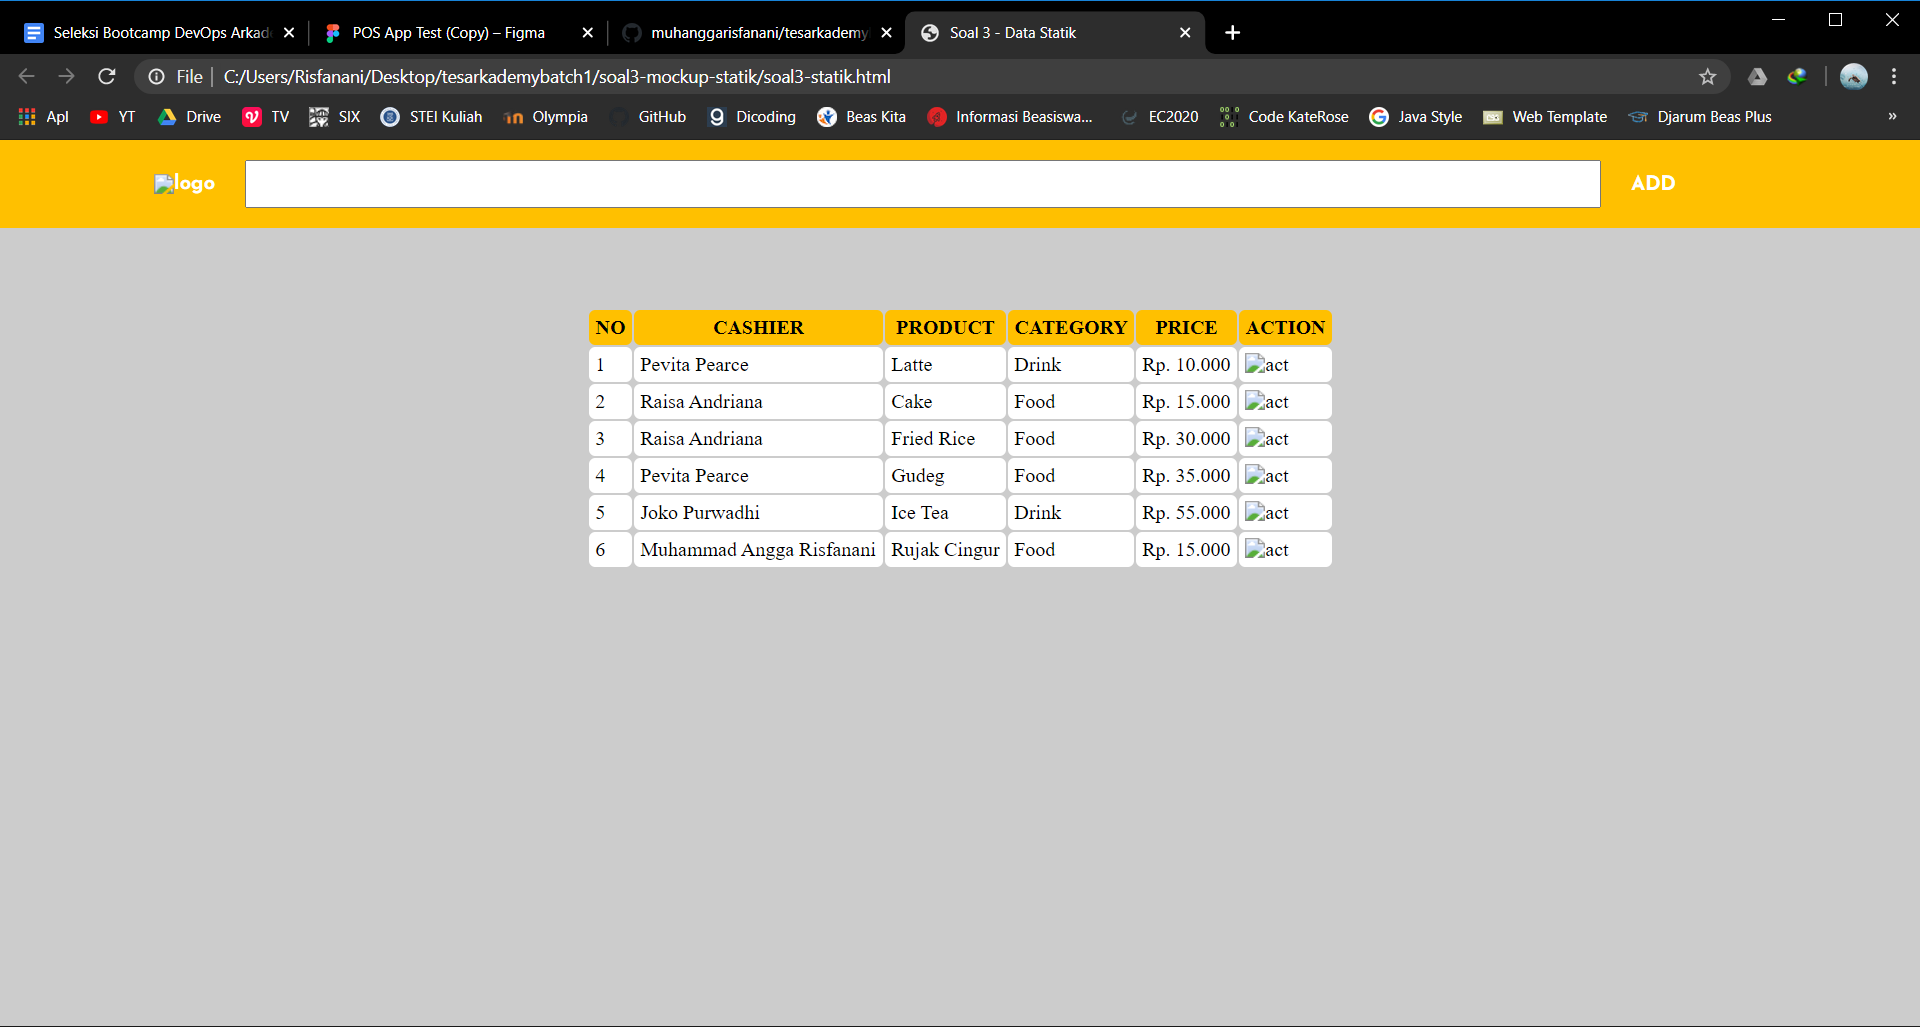 Seleksi Bootcamp DevOps Arkad
POS App Test (Copy) – Figma
muhanggarisfanani/tesarkademy
Soal 3 - Data Statik
File C:/Users/Risfanani/Desktop/tesarkademybatch1/soal3-mockup-statik/soal3-statik.html
Apl YT Drive TV SIX STEI Kuliah Olympia GitHub Dicoding Beas Kita Informasi Beasiswa... EC2020 Code KateRose Java Style Web Template Djarum Beas Plus »
logo ADD
NO CASHIER PRODUCT CATEGORY PRICE ACTION
1 Pevita Pearce Latte Drink Rp. 10.000 act
2 Raisa Andriana Cake Food Rp. 15.000 act
3 Raisa Andriana Fried Rice Food Rp. 30.000 act
4 Pevita Pearce Gudeg Food Rp. 35.000 act
5 Joko Purwadhi Ice Tea Drink Rp. 55.000 act
6 Muhammad Angga Risfanani Rujak Cingur Food Rp. 15.000 act